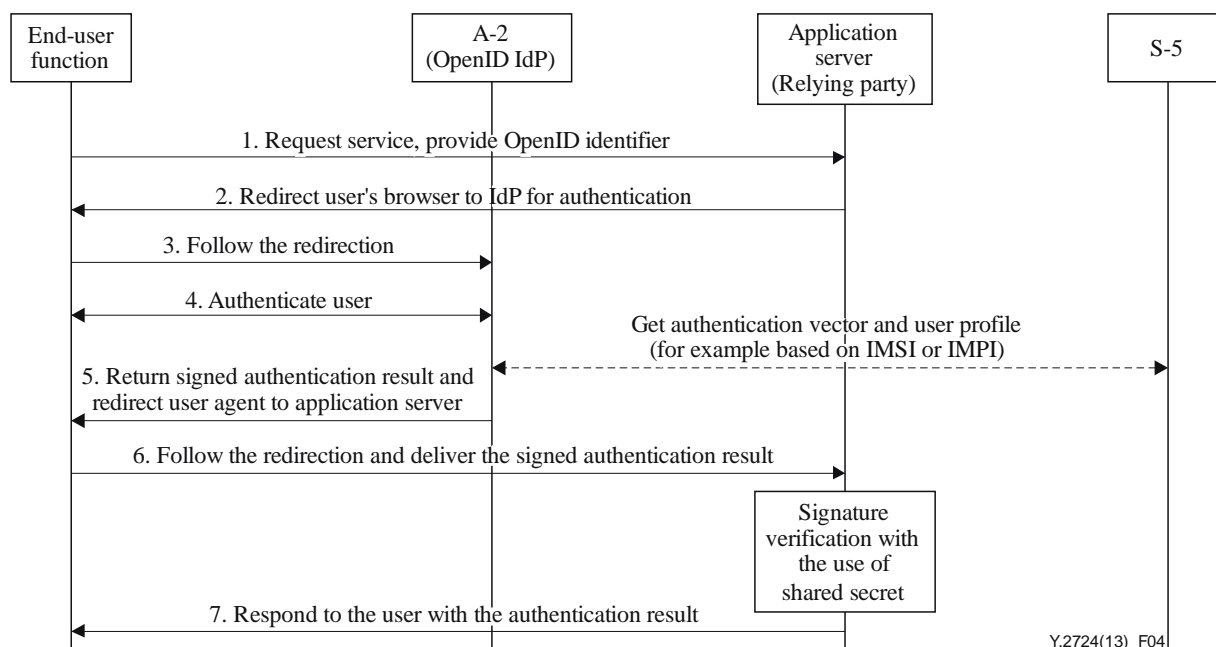 End-user
function
A-2
(OpenID IdP)
Application
server
(Relying party)
S-5
1. Request service, provide OpenID identifier
2. Redirect user's browser to IdP for authentication
3. Follow the redirection
4. Authenticate user
Get authentication vector and user profile
(for example based on IMSI or IMPI)
5. Return signed authentication result and
redirect user agent to application server
6. Follow the redirection and deliver the signed authentication result
Signature
verification with
the use of
shared secret
7. Respond to the user with the authentication result
Y.2724(13)_F04